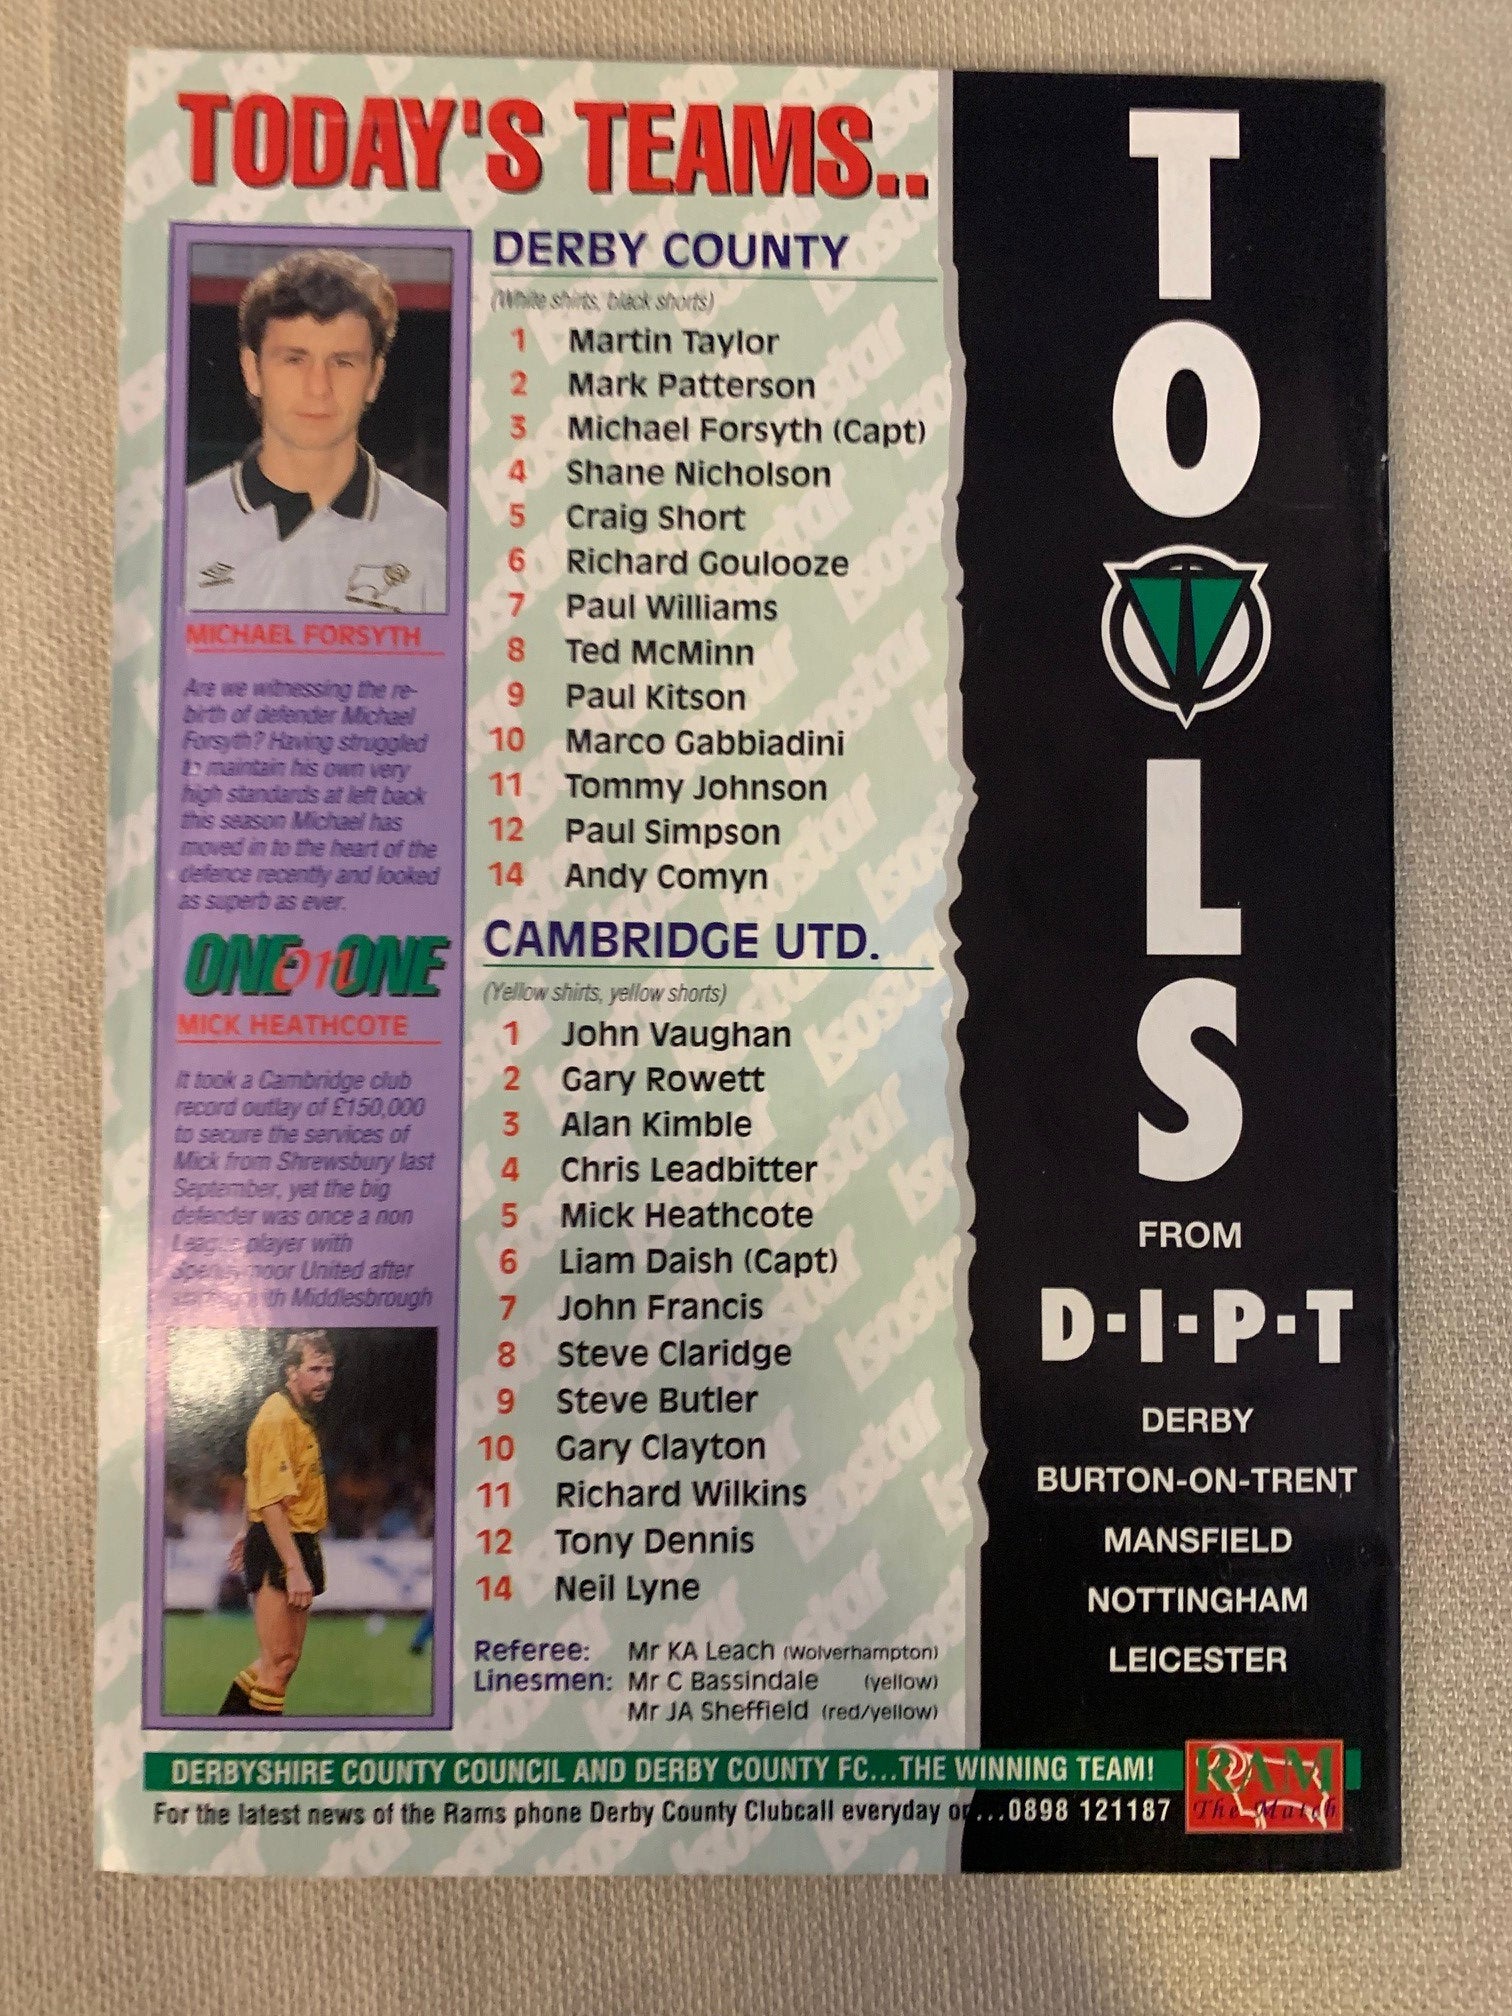 TODAY'S TEAMS..
MICHAEL FORSYTH
Are we witnessing the re-
birth of defender Michael
Forsyth? Having struggled
to maintain his own very
high standards at left back
this season Michael has
moved in to the heart of the
defence recently and looked
as superb as ever.
ONE on ONE
MICK HEATHCOTE
It took a Cambridge club
record outlay of £150,000
to secure the services of
Mick from Shrewsbury last
September, yet the big
defender was once a non
League player with
United after
Middlesbrough
DERBY COUNTY
(White shirts, black shorts)
1 Martin Taylor
2 Mark Patterson
3 Michael Forsyth (Capt)
4 Shane Nicholson
5 Craig Short
6 Richard Goulooze
7 Paul Williams
8 Ted McMinn
9 Paul Kitson
10 Marco Gabbiadini
11 Tommy Johnson
12 Paul Simpson
14 Andy Comyn
CAMBRIDGE UTD.
(Yellow shirts, yellow shorts)
1 John Vaughan
2 Gary Rowett
3 Alan Kimble
4 Chris Leadbitter
5 Mick Heathcote
6 Liam Daish (Capt)
7 John Francis
8 Steve Claridge
9 Steve Butler
10 Gary Clayton
11 Richard Wilkins
12 Tony Dennis
14 Neil Lyne
Referee: Mr KA Leach (Wolverhampton)
Linesmen: Mr C Bassindale (yellow)
Mr JA Sheffield (red/yellow)
TOOLS
FROM
D·I·P·T
DERBY
BURTON-ON-TRENT
MANSFIELD
NOTTINGHAM
LEICESTER
DERBYSHIRE COUNTY COUNCIL AND DERBY COUNTY FC...THE WINNING TEAM!
For the latest news of the Rams phone Derby County Clubcall everyday on...0898 121187
RAM
The Match
Isostar